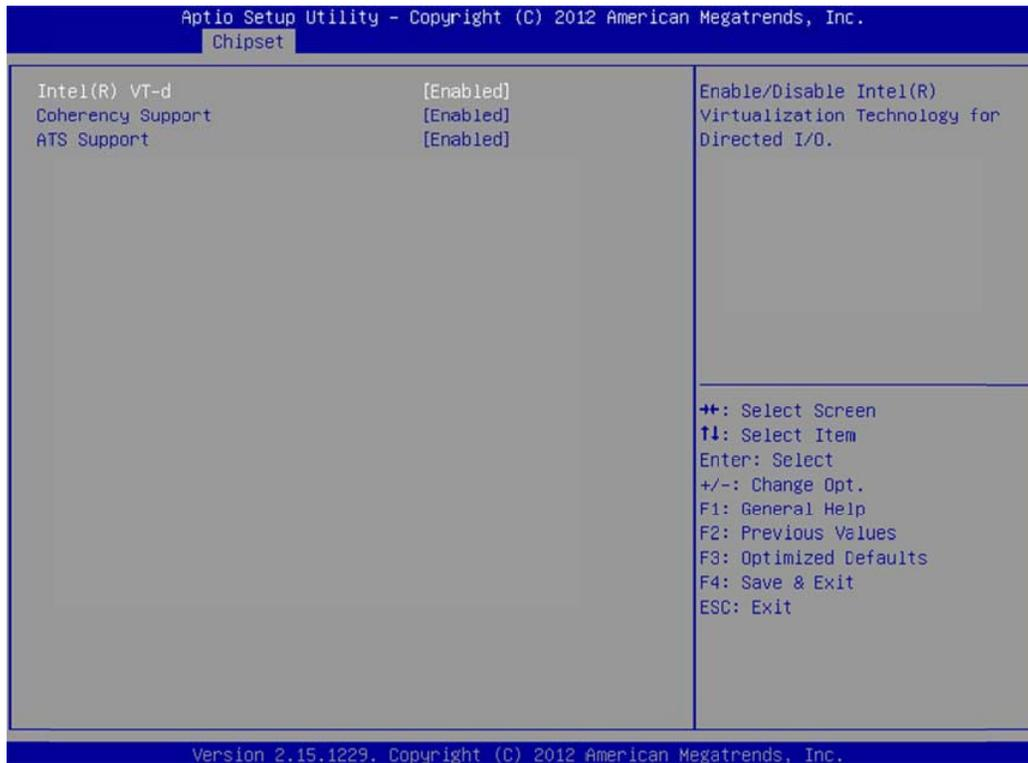 Aptio Setup Utility – Copyright (C) 2012 American Megatrends, Inc.
Chipset
Intel(R) VT-d [Enabled]
Coherency Support [Enabled]
ATS Support [Enabled]
Enable/Disable Intel(R)
Virtualization Technology for
Directed I/O.
→←: Select Screen
↑↓: Select Item
Enter: Select
+/-: Change Opt.
F1: General Help
F2: Previous Values
F3: Optimized Defaults
F4: Save & Exit
ESC: Exit
Version 2.15.1229. Copyright (C) 2012 American Megatrends, Inc.